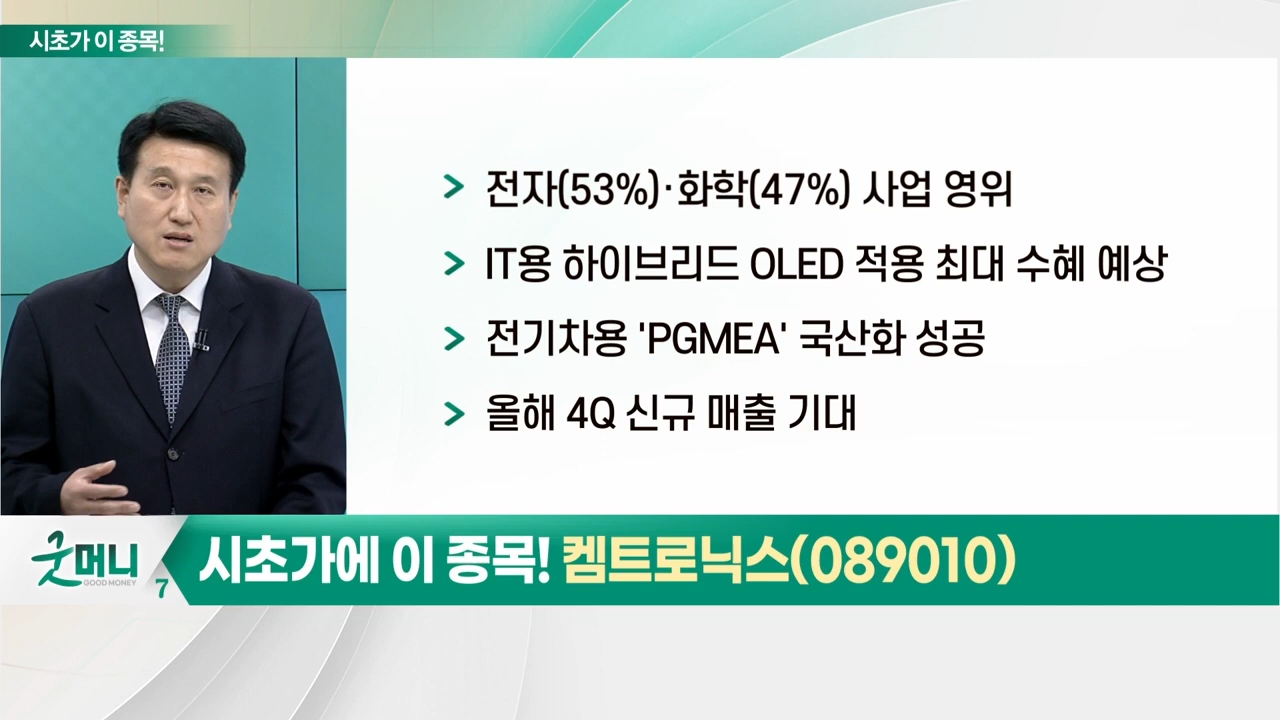 시초가 이 종목!
> 전자(53%)·화학(47%) 사업 영위
> IT용 하이브리드 OLED 적용 최대 수혜 예상
> 전기차용 'PGMEA' 국산화 성공
> 올해 4Q 신규 매출 기대
굿머니
GOOD MONEY
7
시초가에 이 종목! 켐트로닉스(089010)